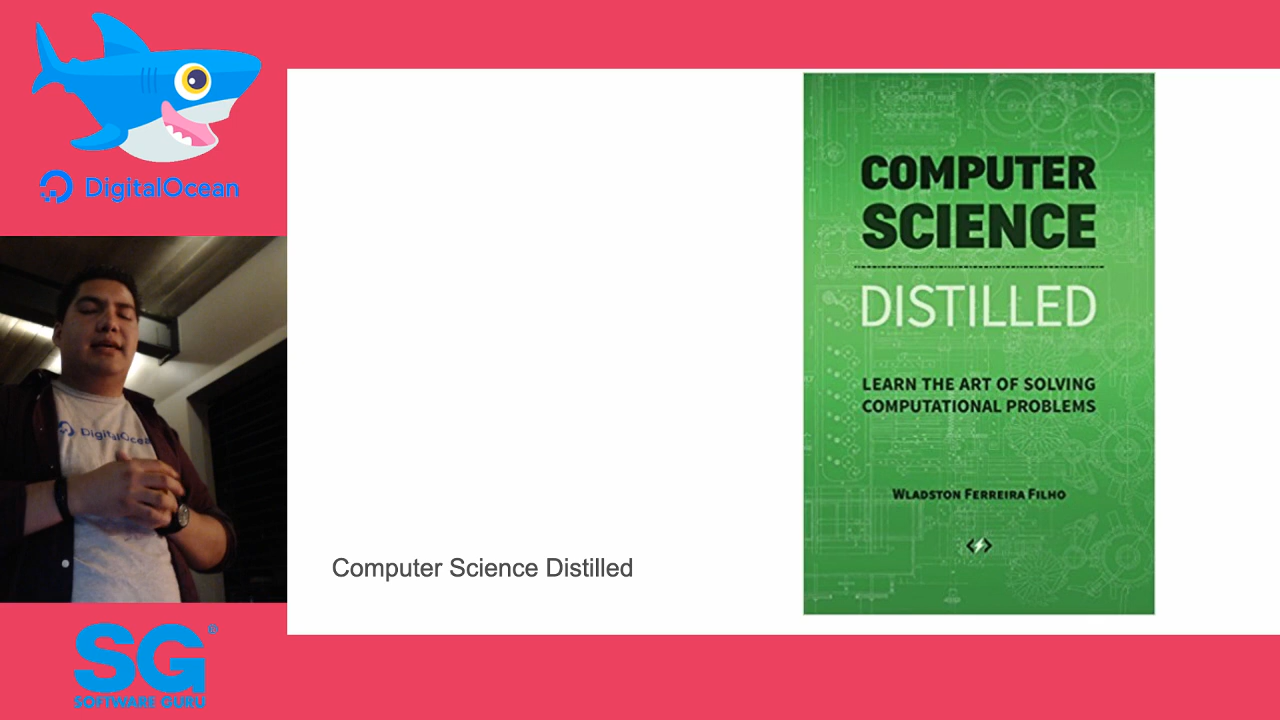 DigitalOcean
DigitalOcea
SG®
SOFTWARE GURU
Computer Science Distilled
COMPUTER
SCIENCE
DISTILLED
LEARN THE ART OF SOLVING
COMPUTATIONAL PROBLEMS
WLADSTON FERREIRA FILHO